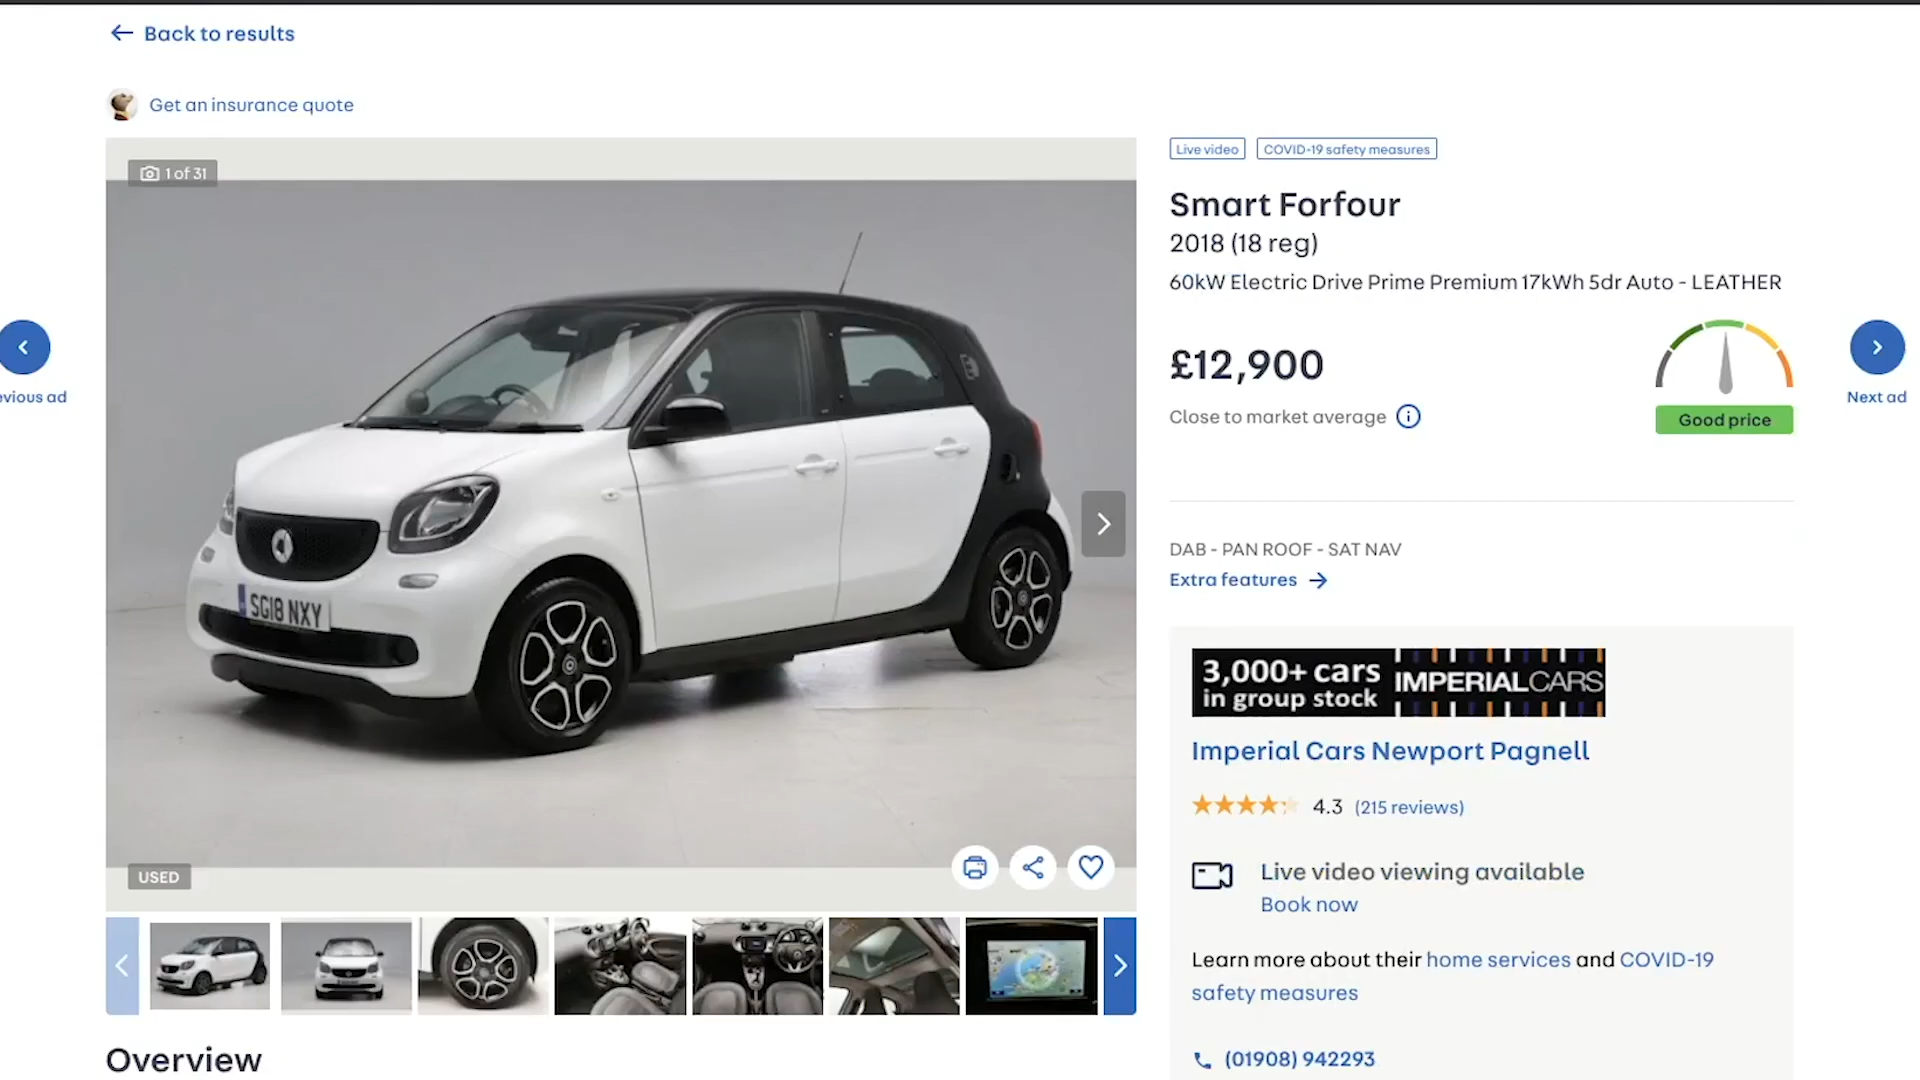 Back to results
Get an insurance quote
1 of 31
Live video
COVID-19 safety measures
Smart Forfour
2018 (18 reg)
60kW Electric Drive Prime Premium 17kWh 5dr Auto - LEATHER
£12,900
Close to market average
Good price
evious ad
Next ad
SG18 NXY
DAB - PAN ROOF - SAT NAV
Extra features
3,000+ cars
in group stock
IMPERIALCARS
Imperial Cars Newport Pagnell
4.3 (215 reviews)
Live video viewing available
Book now
Learn more about their home services and COVID-19
safety measures
(01908) 942293
USED
Overview